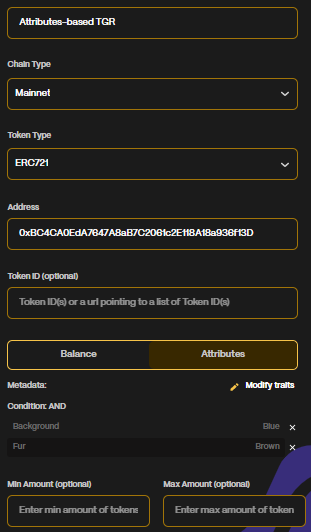 Attributes-based TGR
Chain Type
Mainnet
Token Type
ERC721
Address
0xBC4CA0EdA7647A8aB7C2061c2E118A18a936f13D
Token ID (optional)
Token ID(s) or a url pointing to a list of Token ID(s)
Balance Attributes
Metadata: Modify traits
Condition: AND
Background Blue ×
Fur Brown ×
Min Amount (optional) Max Amount (optional)
Enter min amount of tokens Enter max amount of token